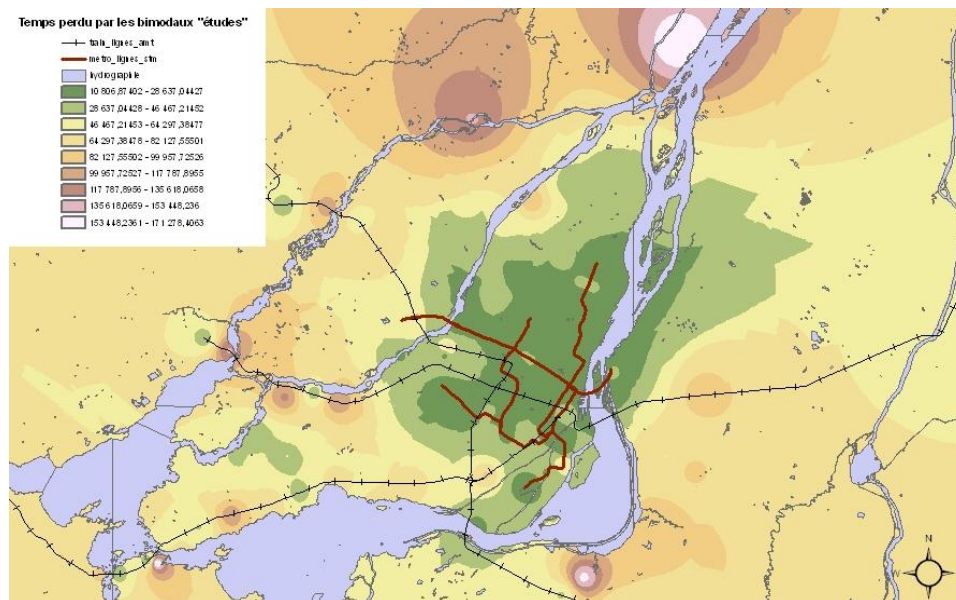 Temps perdu par les bimodaux "études"
train_lignes_amt
metro_lignes_stm
hydrographie
10 806,87402 - 28 637,04427
28 637,04428 - 46 467,21452
46 467,21453 - 64 297,38477
64 297,38478 - 82 127,55501
82 127,55502 - 99 957,72526
99 957,72527 - 117 787,8955
117 787,8956 - 135 618,0658
135 618,0659 - 153 448,236
153 448,2361 - 171 278,4063
N
W